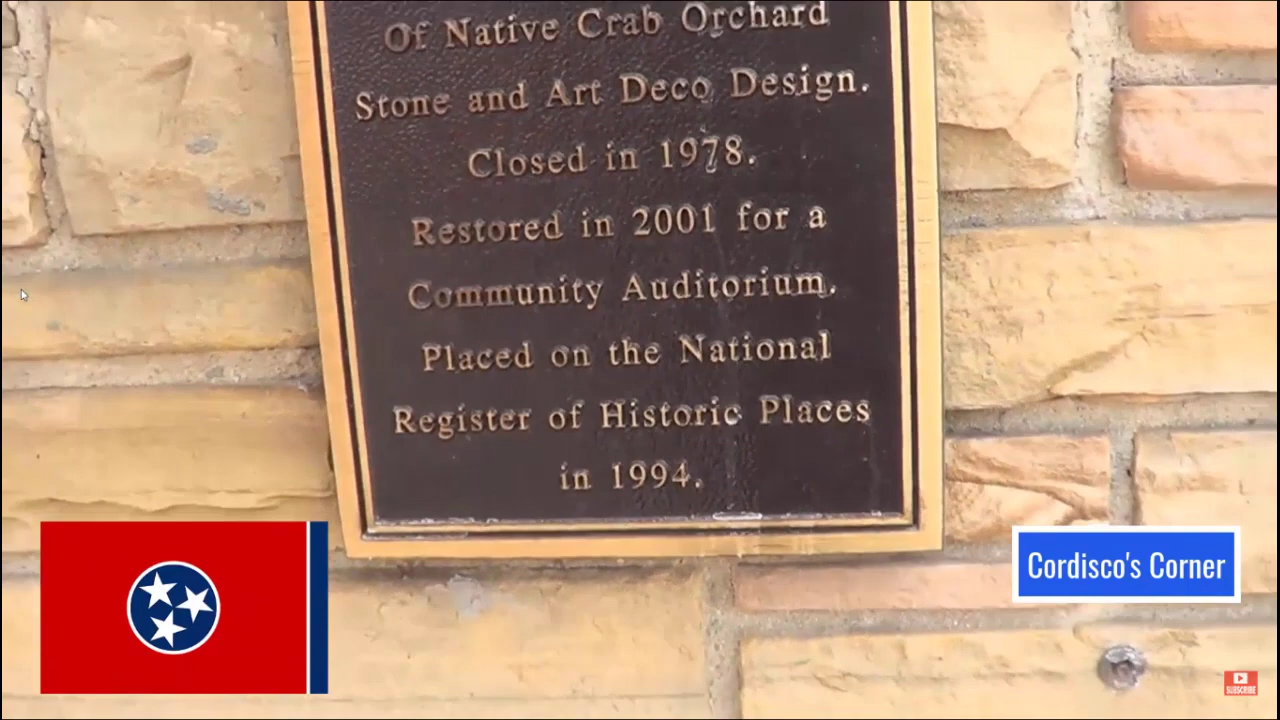 Of Native Crab Orchard
Stone and Art Deco Design.
Closed in 1978.
Restored in 2001 for a
Community Auditorium.
Placed on the National
Register of Historic Places
in 1994.
Cordisco's Corner
SUBSCRIBE